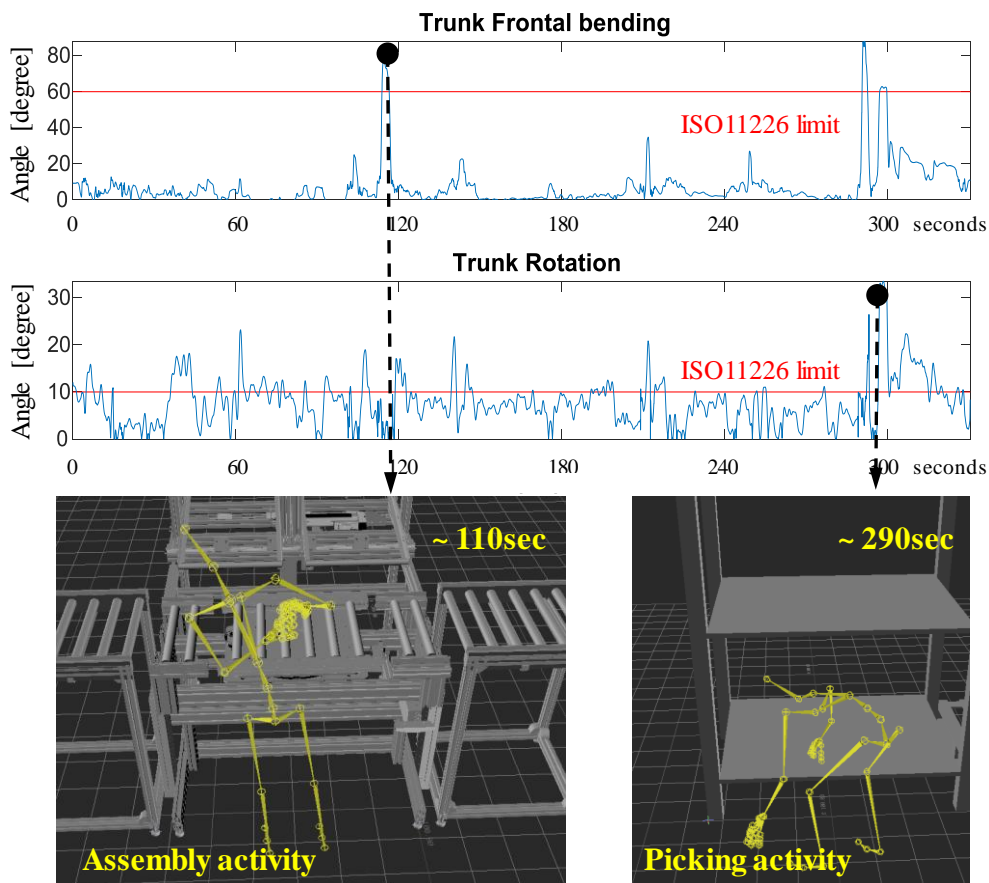 Trunk Frontal bending
Angle [degree]
80
60
40
20
0
ISO11226 limit
0 60 120 180 240 300 seconds
Trunk Rotation
Angle [degree]
30
20
10
0
ISO11226 limit
0 60 120 180 240 300 seconds
~ 110sec
Assembly activity
~ 290sec
Picking activity